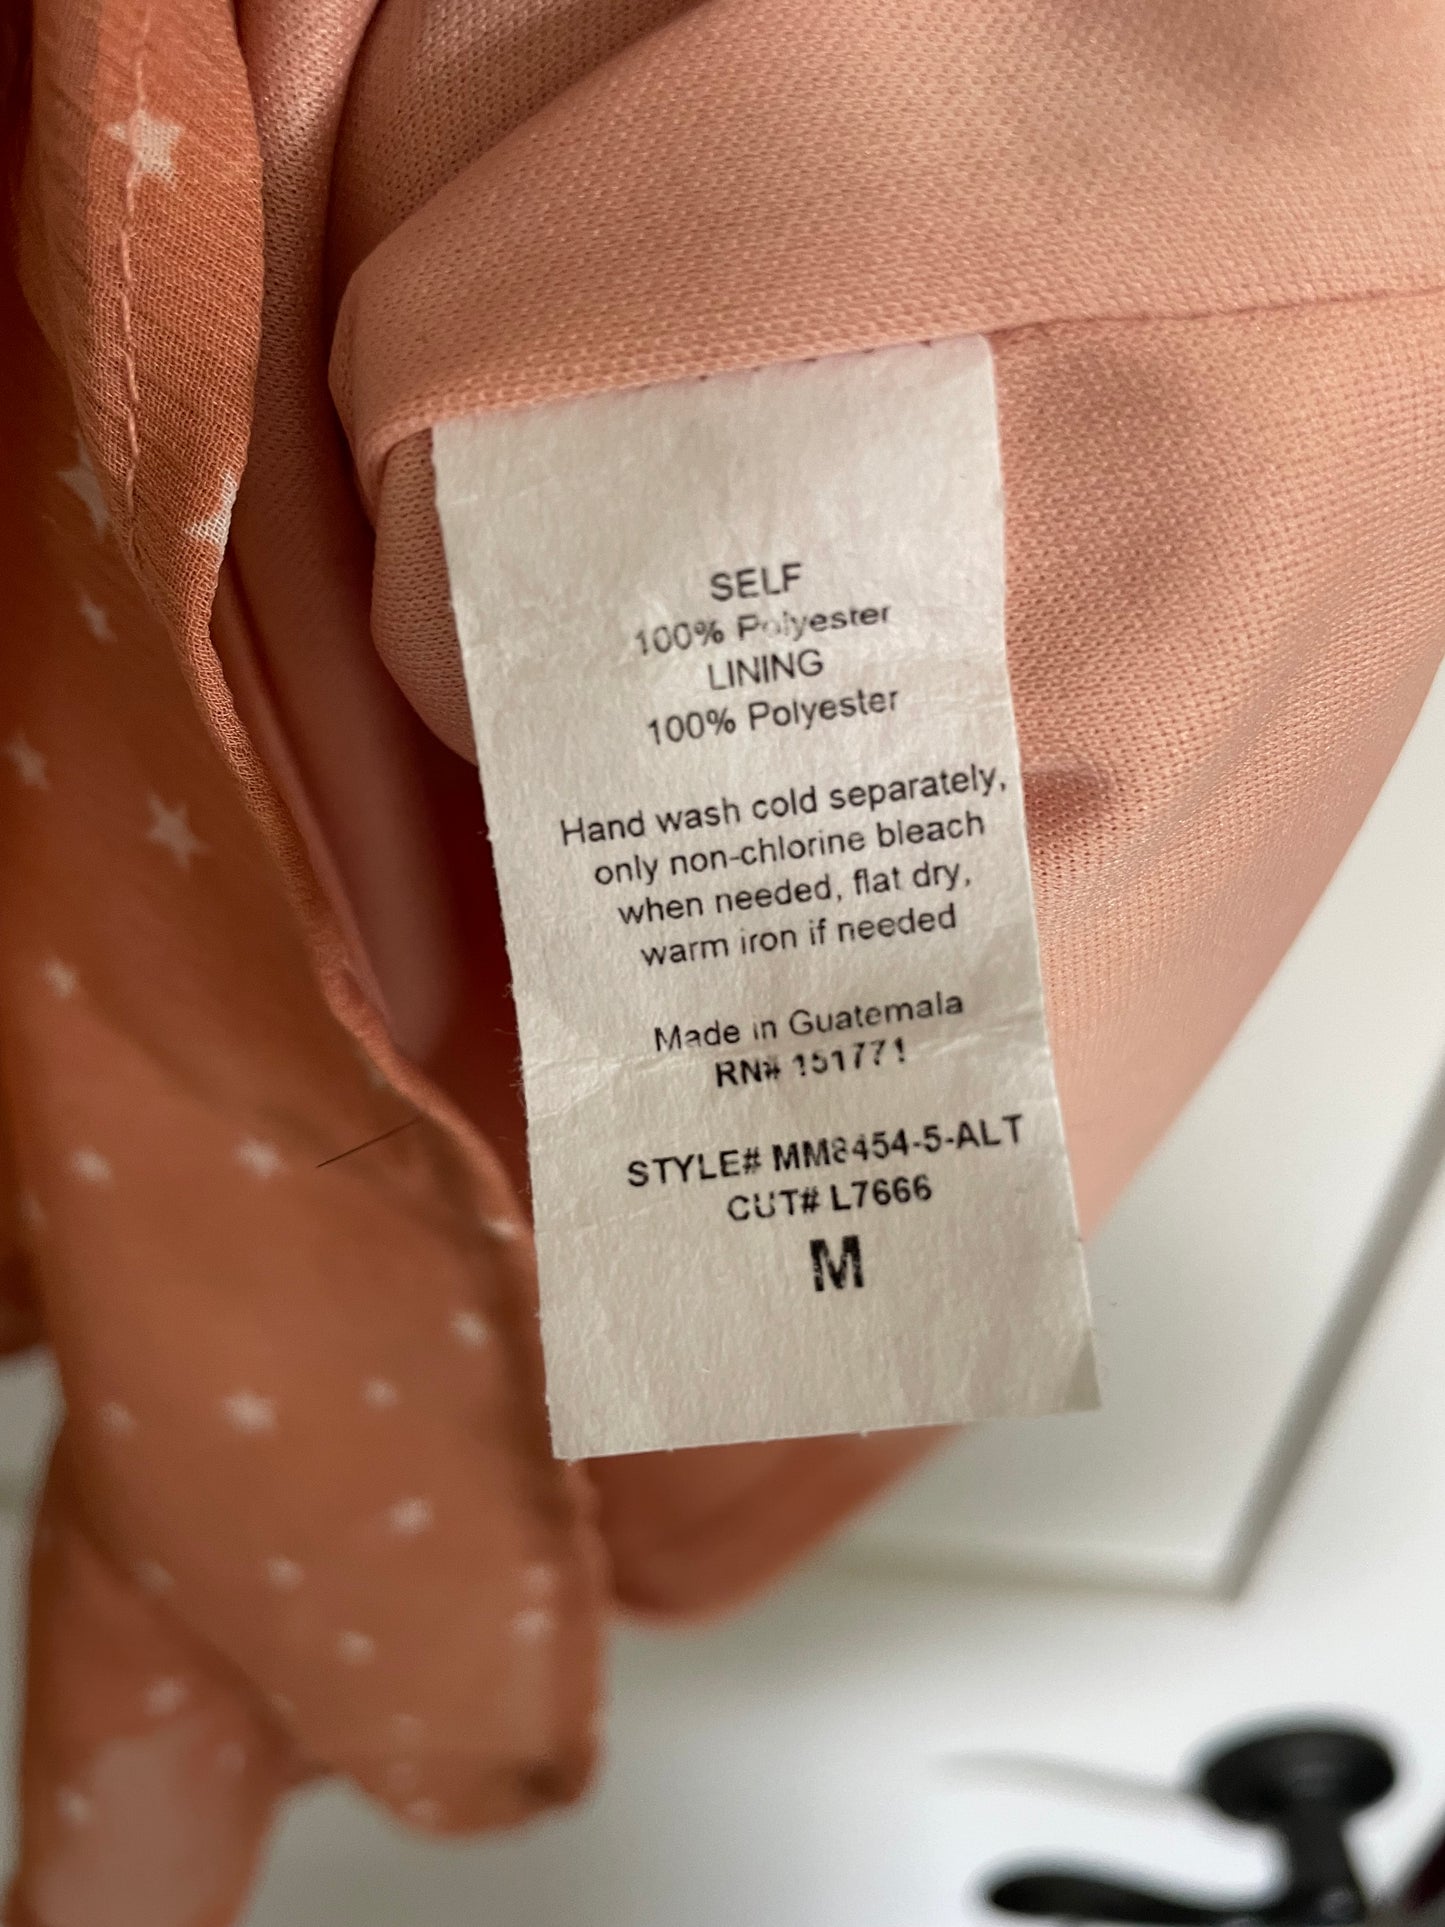 SELF
100% Polyester
LINING
100% Polyester
Hand wash cold separately,
only non-chlorine bleach
when needed, flat dry,
warm iron if needed
Made in Guatemala
RN# 151771
STYLE# MM8454-5-ALT
CUT# L7666
M